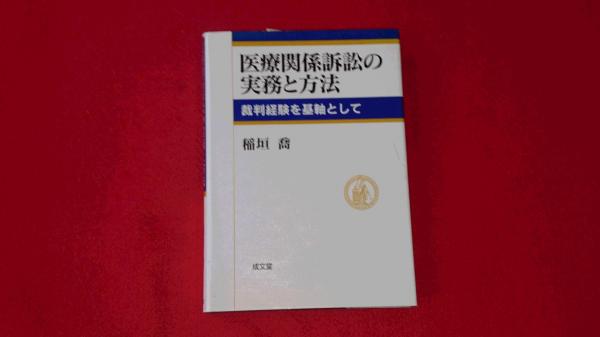 医療関係訴訟の
実務と方法
裁判経験を基軸として
稲垣 喬
成文堂